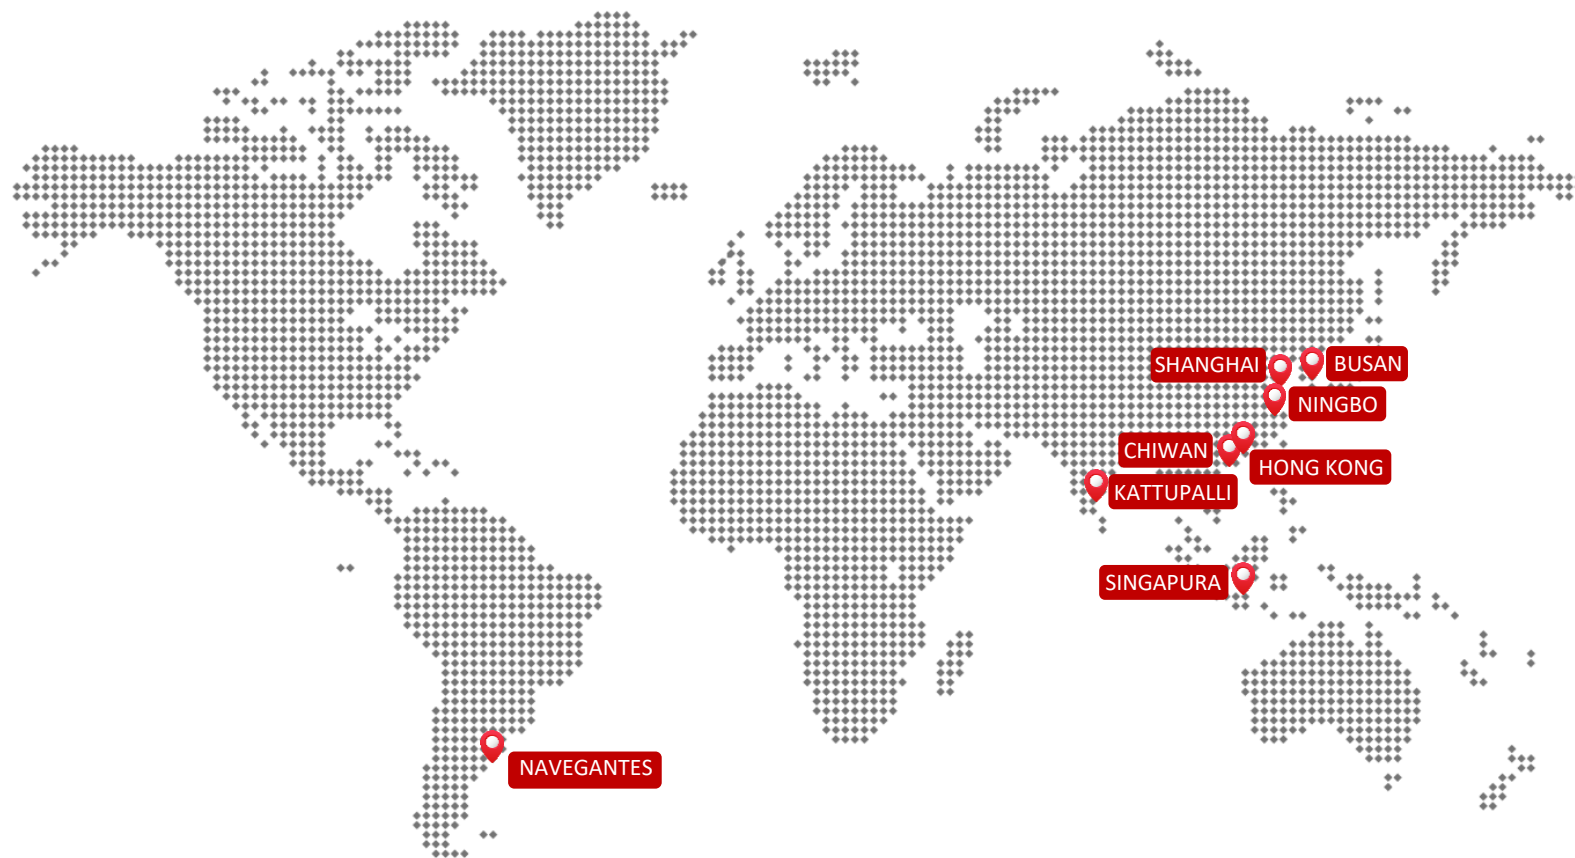 SHANGHAI
BUSAN
NINGBO
CHIWAN
HONG KONG
KATTUPALLI
SINGAPURA
NAVEGANTES